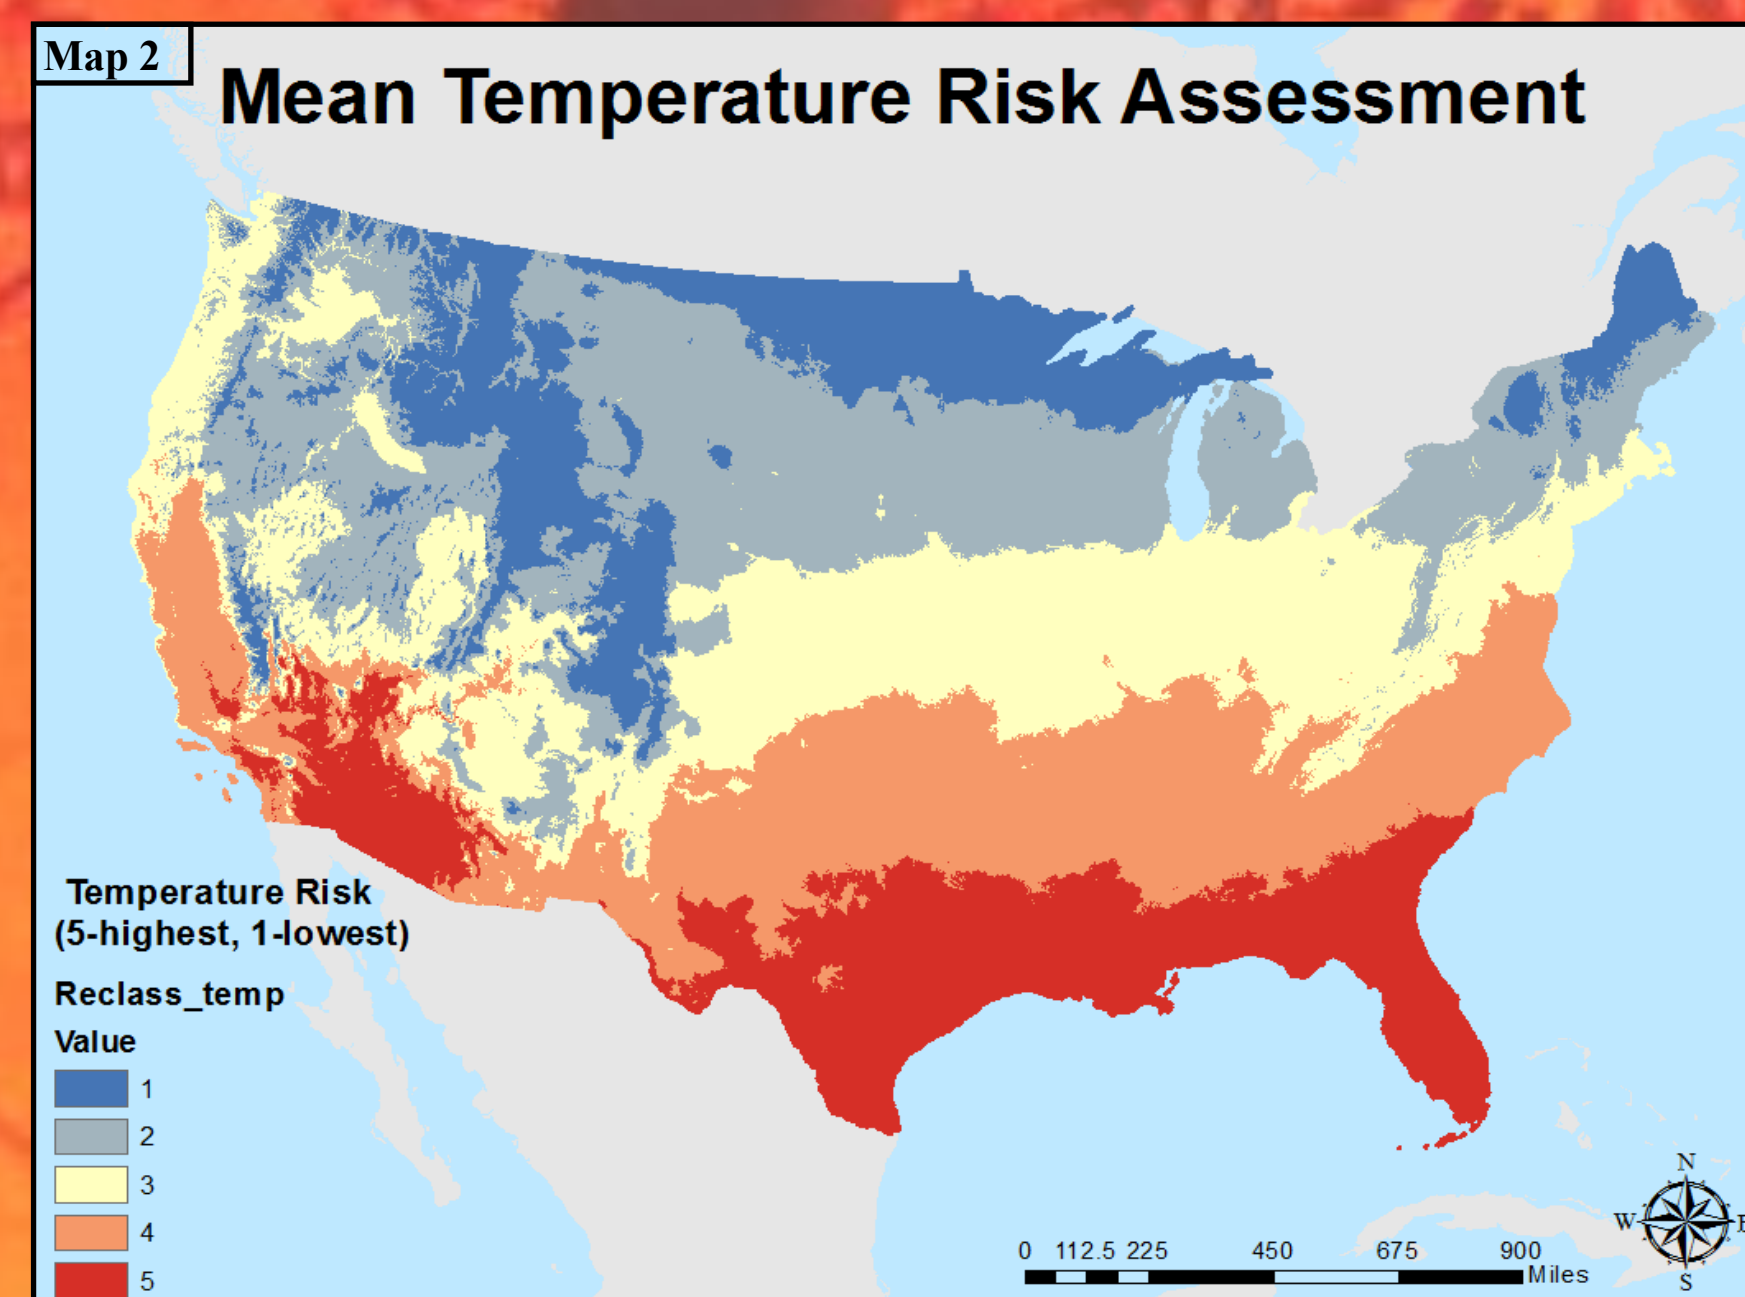 Map 2
Mean Temperature Risk Assessment
Temperature Risk
(5-highest, 1-lowest)
Reclass_temp
Value
1
2
3
4
5
N
W E
S
0 112.5 225 450 675 900
Miles